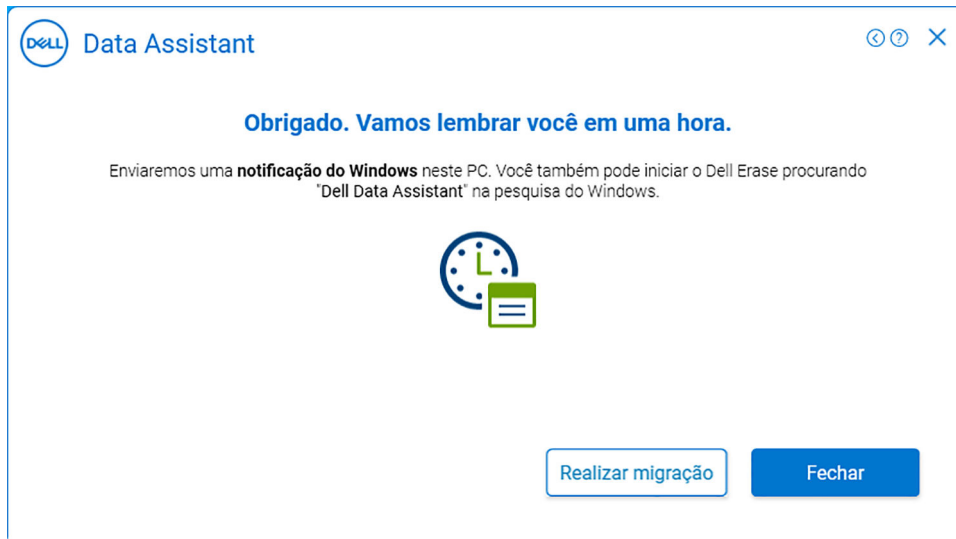 DELL Data Assistant
Obrigado. Vamos lembrar você em uma hora.
Enviaremos uma notificação do Windows neste PC. Você também pode iniciar o Dell Erase procurando
"Dell Data Assistant" na pesquisa do Windows.
Realizar migração Fechar